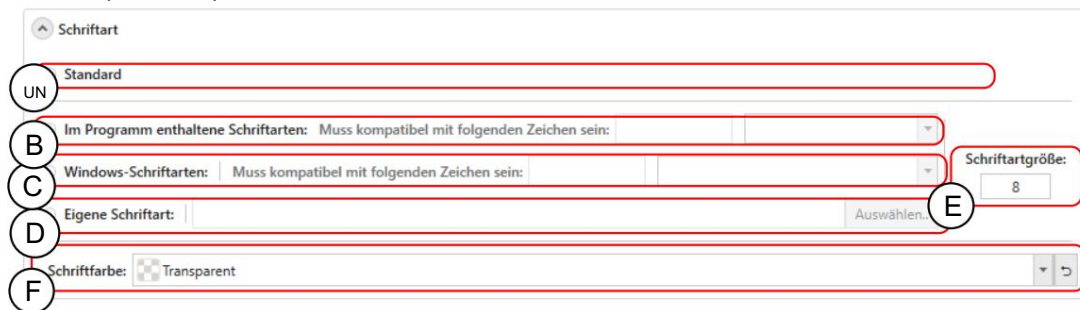 Schriftart
Standard
UN
Im Programm enthaltene Schriftarten: Muss kompatibel mit folgenden Zeichen sein:
B
Windows-Schriftarten: Muss kompatibel mit folgenden Zeichen sein:
C
Schriftartgröße:
8
E
Eigene Schriftart: Auswählen..
D
Schriftfarbe: Transparent
F